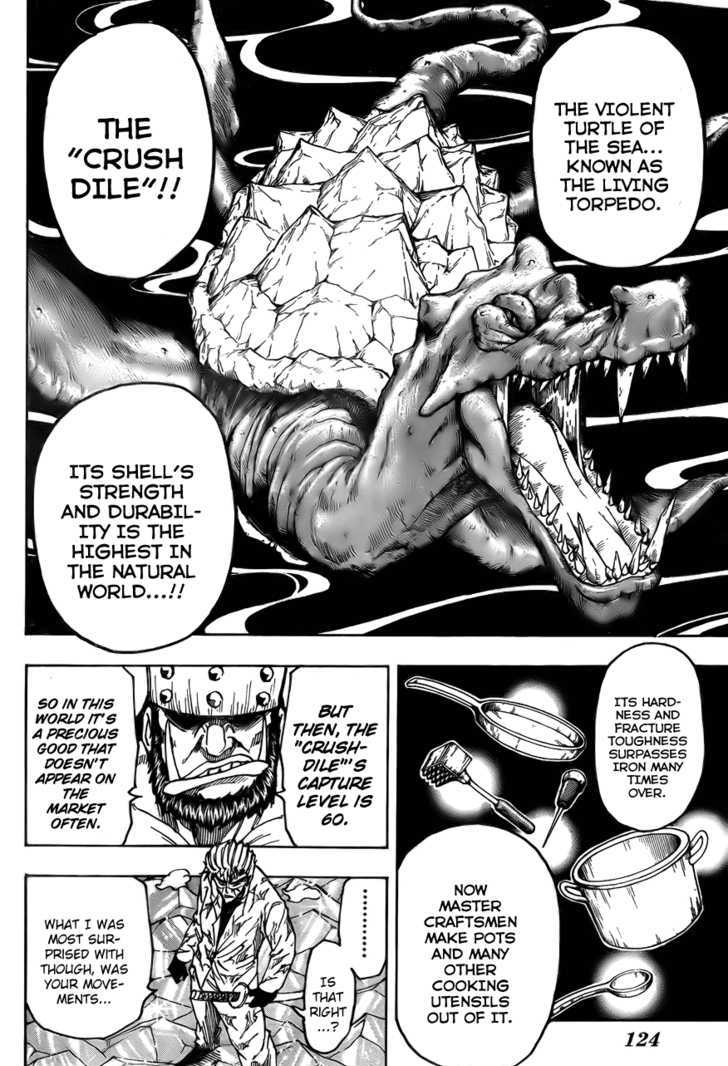 THE VIOLENT
TURTLE OF
THE SEA...
KNOWN AS
THE LIVING
TORPEDO.
THE
"CRUSH
DILE"!!
ITS SHELL'S
STRENGTH
AND DURABIL-
ITY IS THE
HIGHEST IN
THE NATURAL
WORLD...!!
ITS HARD-
NESS AND
FRACTURE
TOUGHNESS
SURPASSES
IRON MANY
TIMES
OVER.
NOW
MASTER
CRAFTSMEN
MAKE POTS
AND MANY
OTHER
COOKING
UTENSILS
OUT OF IT.
BUT
THEN, THE
"CRUSH-
DILE"'S
CAPTURE
LEVEL IS
60.
SO IN THIS
WORLD IT'S
A PRECIOUS
GOOD THAT
DOESN'T
APPEAR ON
THE
MARKET
OFTEN.
.........
IS
THAT
RIGHT
...?
WHAT I WAS
MOST SUR-
PRISED WITH
THOUGH, WAS
YOUR MOVE-
MENTS...
124